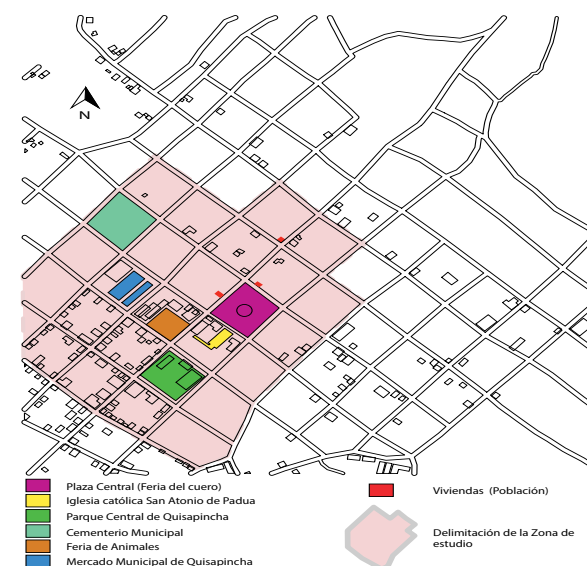 N
Plaza Central (Feria del cuero)
Iglesia católica San Atonio de Padua
Parque Central de Quisapincha
Cementerio Municipal
Feria de Animales
Mercado Municipal de Quisapincha
Viviendas (Población)
Delimitación de la Zona de
estudio